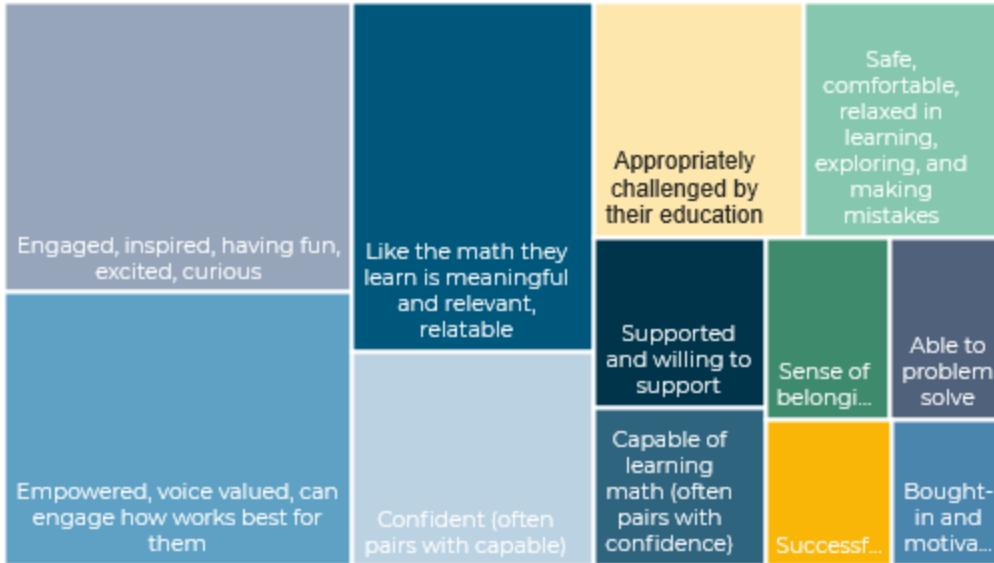 Engaged, inspired, having fun,
excited, curious
Empowered, voice valued, can
engage how works best for
them
Like the math they
learn is meaningful
and relevant,
relatable
Confident (often
pairs with capable)
Appropriately
challenged by
their education
Safe,
comfortable,
relaxed in
learning,
exploring, and
making
mistakes
Supported
and willing to
support
Capable of
learning
math (often
pairs with
confidence)
Sense of
belongi...
Successf...
Able to
problem
solve
Bought-
in and
motiva...